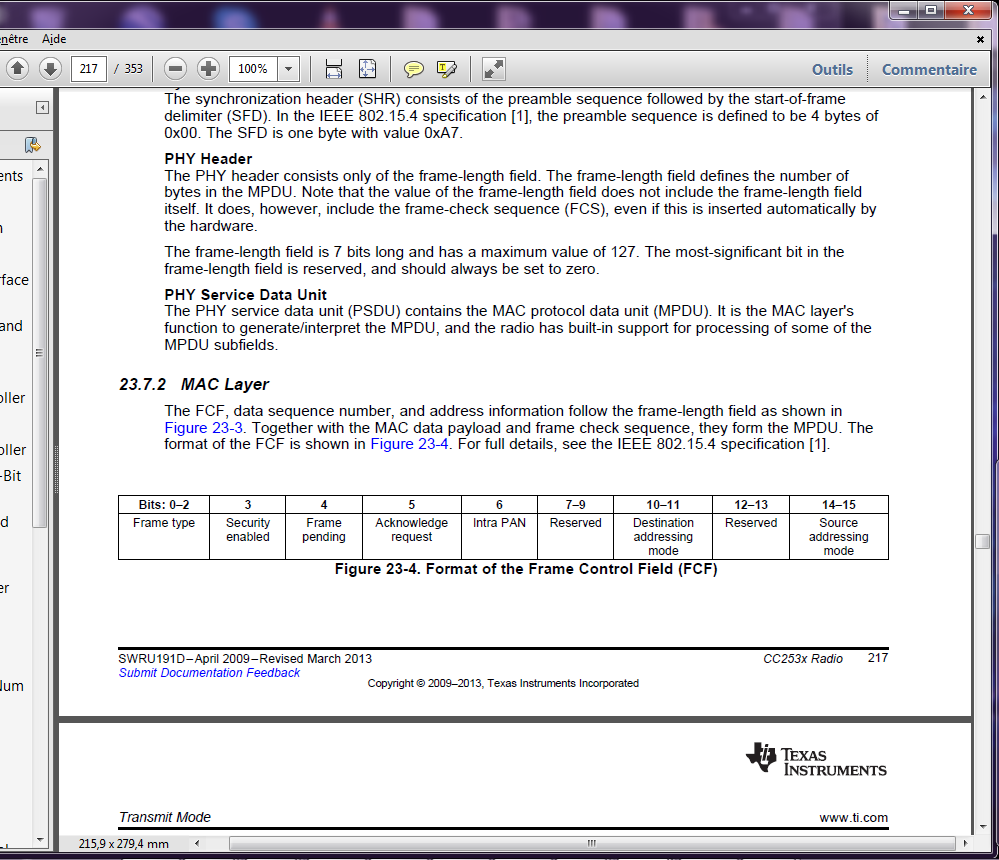 nêtre Aide
217 / 353 100% Outils Commentaire
ents
n
rface
and
oller
oller
-Bit
d
er
Num
The synchronization header (SHR) consists of the preamble sequence followed by the start-of-frame
delimiter (SFD). In the IEEE 802.15.4 specification [1], the preamble sequence is defined to be 4 bytes of
0x00. The SFD is one byte with value 0xA7.
PHY Header
The PHY header consists only of the frame-length field. The frame-length field defines the number of
bytes in the MPDU. Note that the value of the frame-length field does not include the frame-length field
itself. It does, however, include the frame-check sequence (FCS), even if this is inserted automatically by
the hardware.
The frame-length field is 7 bits long and has a maximum value of 127. The most-significant bit in the
frame-length field is reserved, and should always be set to zero.
PHY Service Data Unit
The PHY service data unit (PSDU) contains the MAC protocol data unit (MPDU). It is the MAC layer's
function to generate/interpret the MPDU, and the radio has built-in support for processing of some of the
MPDU subfields.
23.7.2 MAC Layer
The FCF, data sequence number, and address information follow the frame-length field as shown in
Figure 23-3. Together with the MAC data payload and frame check sequence, they form the MPDU. The
format of the FCF is shown in Figure 23-4. For full details, see the IEEE 802.15.4 specification [1].
Bits: 0–2 3 4 5 6 7–9 10–11 12–13 14–15
Frame type Security Frame Acknowledge Intra PAN Reserved Destination Reserved Source
enabled pending request addressing addressing
mode mode
Figure 23-4. Format of the Frame Control Field (FCF)
SWRU191D–April 2009–Revised March 2013 CC253x Radio 217
Submit Documentation Feedback
Copyright © 2009–2013, Texas Instruments Incorporated
TEXAS
INSTRUMENTS
Transmit Mode www.ti.com
215,9 x 279,4 mm